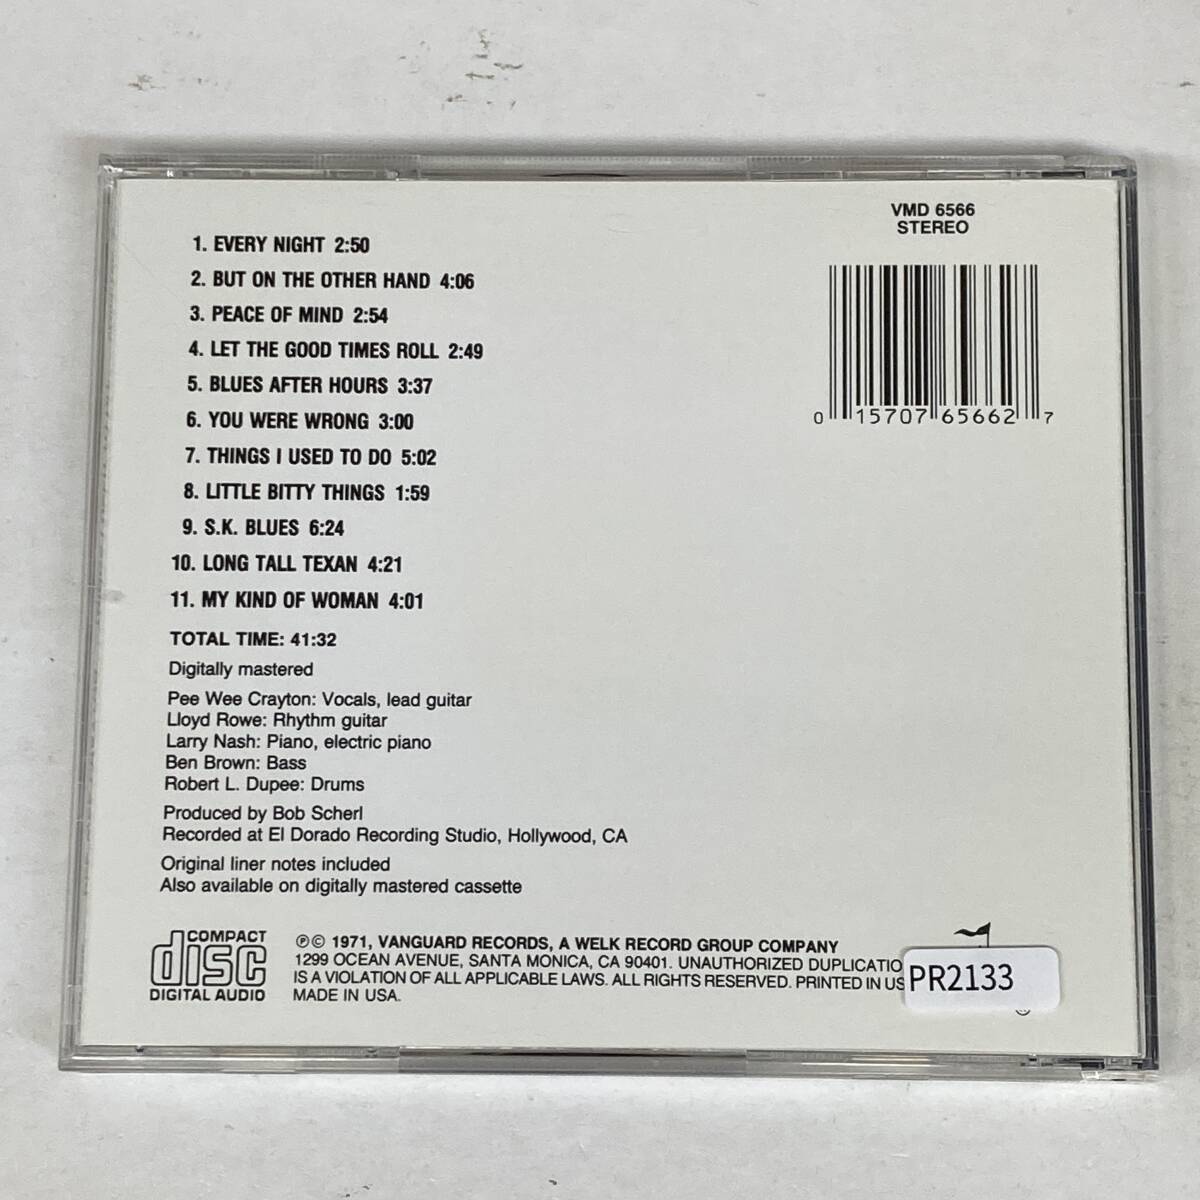 VMD 6566
STEREO
1. EVERY NIGHT 2:50
2. BUT ON THE OTHER HAND 4:06
3. PEACE OF MIND 2:54
4. LET THE GOOD TIMES ROLL 2:49
5. BLUES AFTER HOURS 3:37
6. YOU WERE WRONG 3:00
7. THINGS I USED TO DO 5:02
8. LITTLE BITTY THINGS 1:59
9. S.K. BLUES 6:24
10. LONG TALL TEXAN 4:21
11. MY KIND OF WOMAN 4:01
0 15707 65662 7
TOTAL TIME: 41:32
Digitally mastered
Pee Wee Crayton: Vocals, lead guitar
Lloyd Rowe: Rhythm guitar
Larry Nash: Piano, electric piano
Ben Brown: Bass
Robert L. Dupee: Drums
Produced by Bob Scherl
Recorded at El Dorado Recording Studio, Hollywood, CA
Original liner notes included
Also available on digitally mastered cassette
COMPACT
disc
DIGITAL AUDIO
℗© 1971, VANGUARD RECORDS, A WELK RECORD GROUP COMPANY
1299 OCEAN AVENUE, SANTA MONICA, CA 90401. UNAUTHORIZED DUPLICATIO
IS A VIOLATION OF ALL APPLICABLE LAWS. ALL RIGHTS RESERVED. PRINTED IN US
MADE IN USA.
PR2133